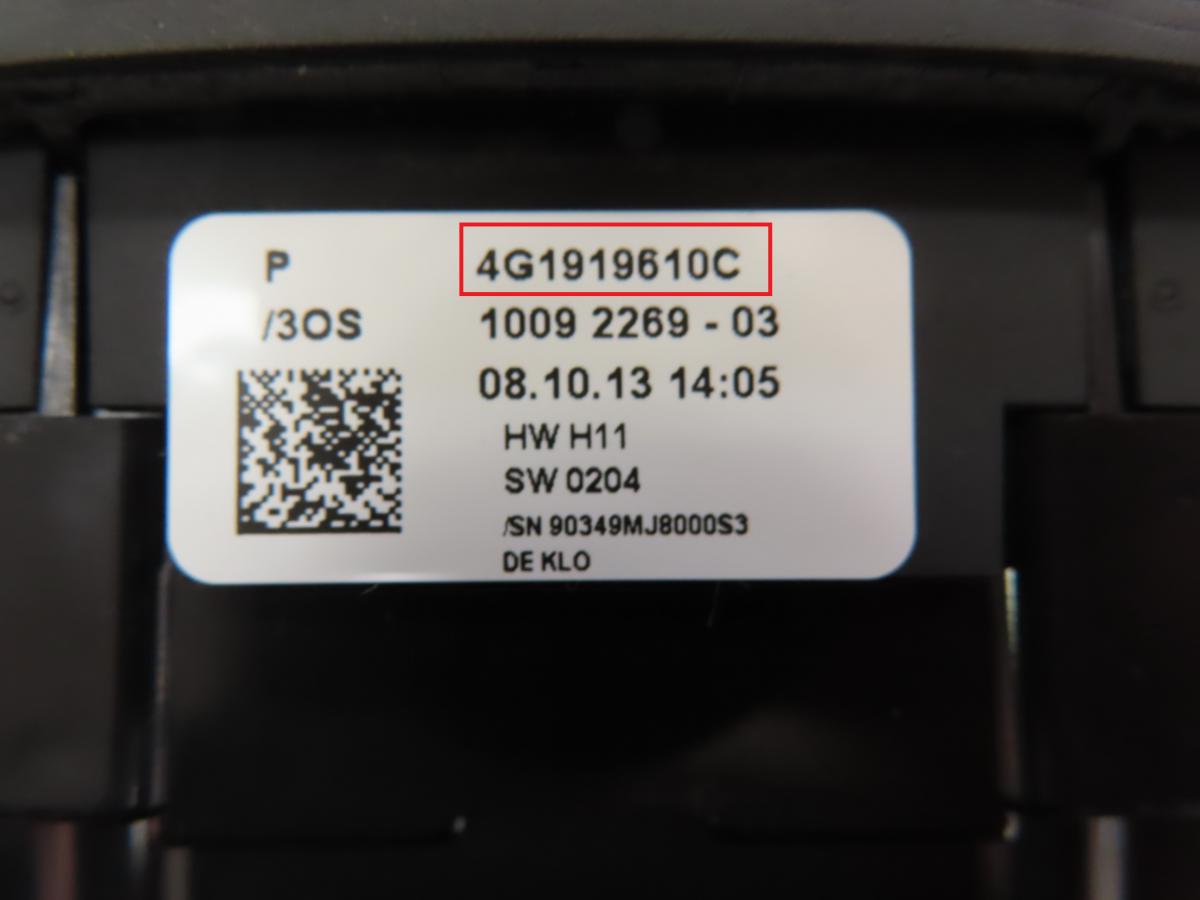 P 4G1919610C
/3OS 1009 2269 - 03
08.10.13 14:05
HW H11
SW 0204
/SN 90349MJ8000S3
DE KLO